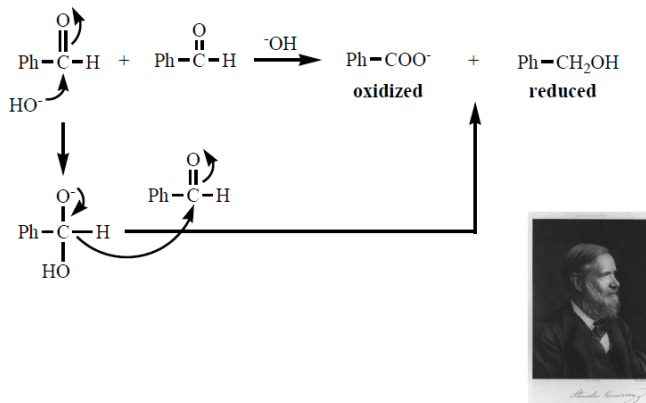 O
O
-OH
Ph C H + Ph C H Ph COO- + Ph CH2OH
oxidized reduced
HO-
O- O
Ph C H
Ph C H
HO